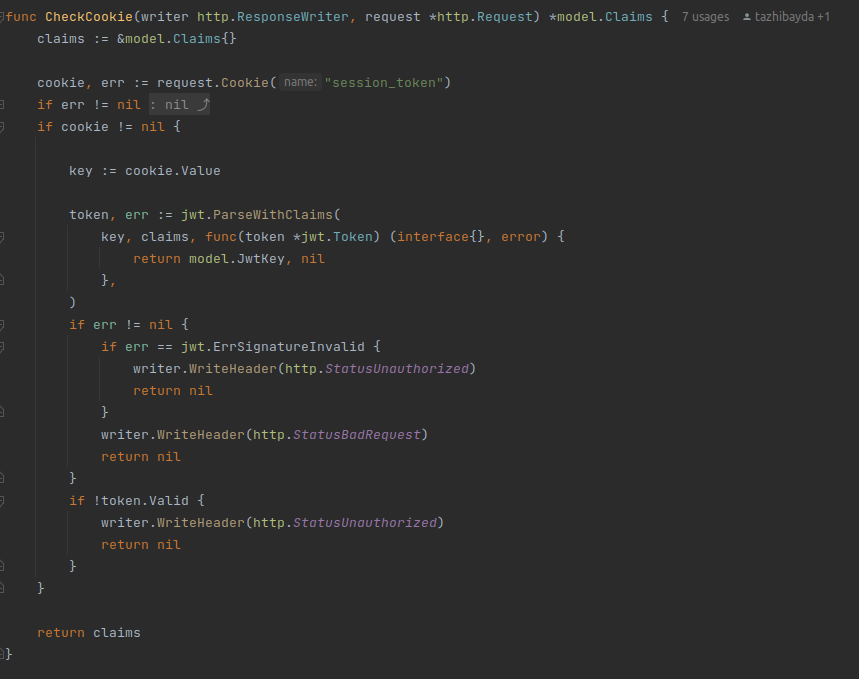 func CheckCookie(writer http.ResponseWriter, request *http.Request) *model.Claims { 7 usages tazhibayda +1
claims := &model.Claims{}
cookie, err := request.Cookie( name: "session_token")
if err != nil : nil
if cookie != nil {
key := cookie.Value
token, err := jwt.ParseWithClaims(
key, claims, func(token *jwt.Token) (interface{}, error) {
return model.JwtKey, nil
},
)
if err != nil {
if err == jwt.ErrSignatureInvalid {
writer.WriteHeader(http.StatusUnauthorized)
return nil
}
writer.WriteHeader(http.StatusBadRequest)
return nil
}
if !token.Valid {
writer.WriteHeader(http.StatusUnauthorized)
return nil
}
}
return claims
}